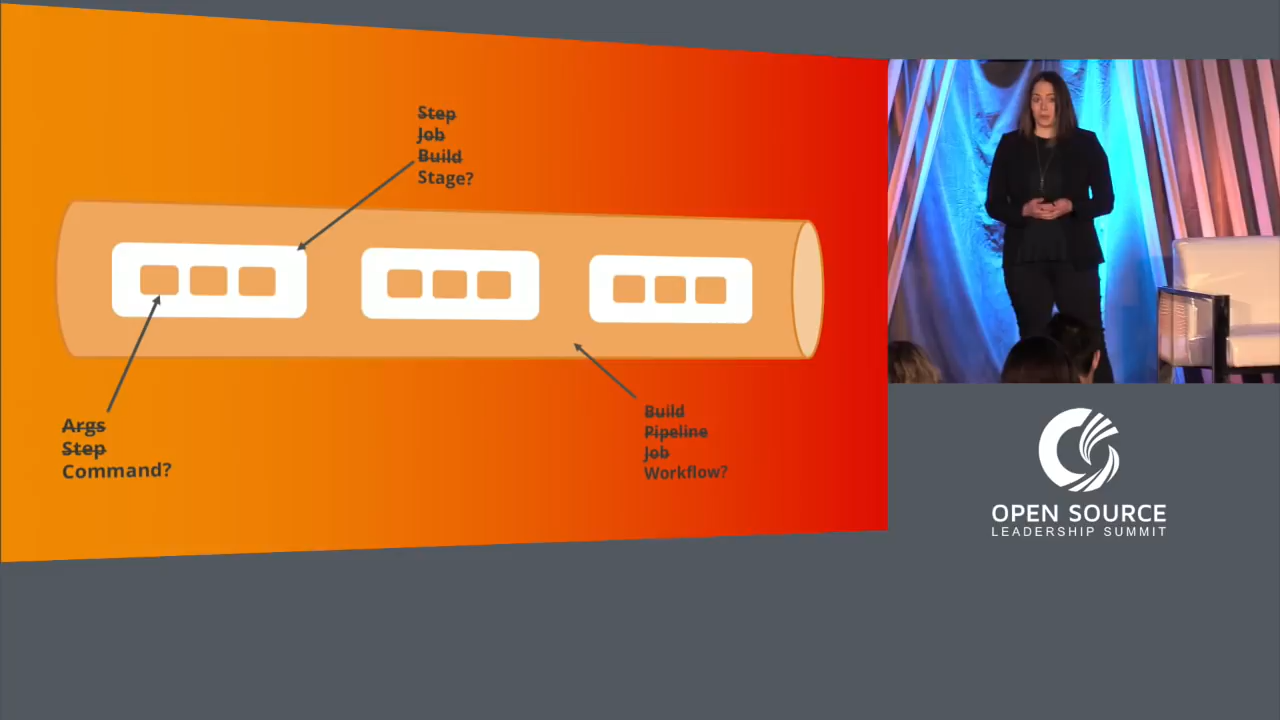 Step
Job
Build
Stage?
Args
Step
Command?
Build
Pipeline
Job
Workflow?
OPEN SOURCE
LEADERSHIP SUMMIT